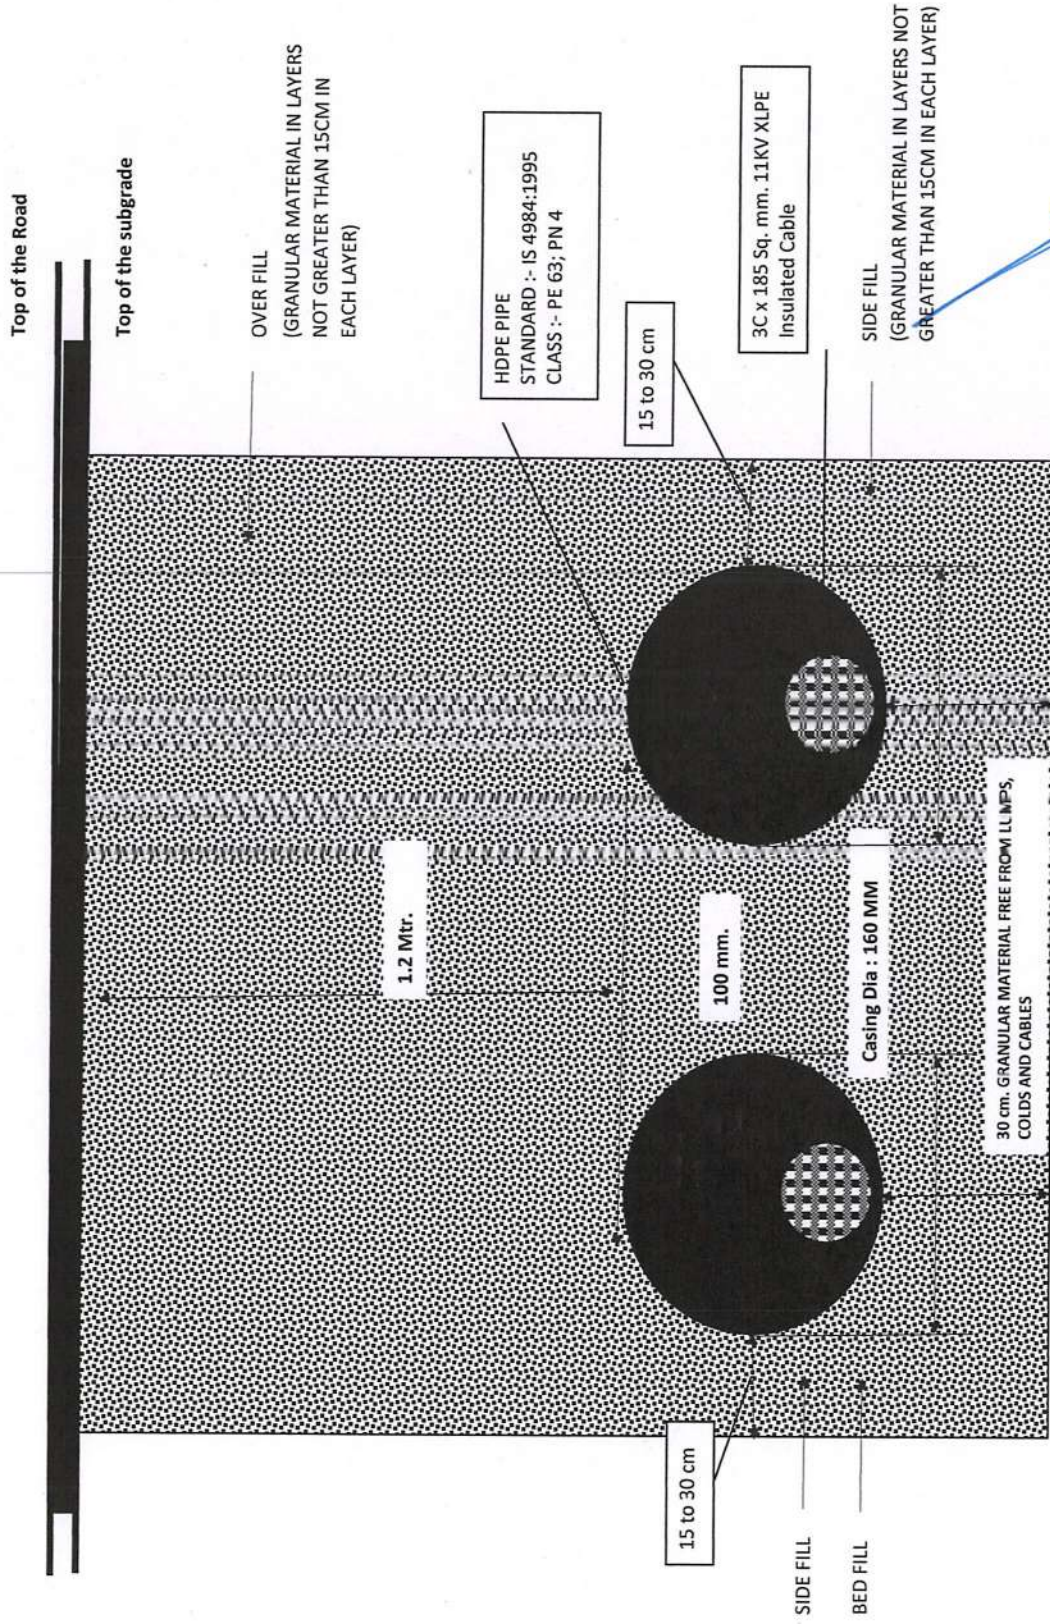 Top of the Road
Top of the subgrade
OVER FILL
(GRANULAR MATERIAL IN LAYERS
NOT GREATER THAN 15CM IN
EACH LAYER)
HDPE PIPE
STANDARD :- IS 4984:1995
CLASS :- PE 63; PN 4
15 to 30 cm
3C x 185 Sq. mm. 11KV XLPE
Insulated Cable
SIDE FILL
(GRANULAR MATERIAL IN LAYERS NOT
GREATER THAN 15CM IN EACH LAYER)
1.2 Mtr.
100 mm.
Casing Dia : 160 MM
30 cm. GRANULAR MATERIAL FREE FROM LUMPS,
COLDS AND CABLES
15 to 30 cm
SIDE FILL
BED FILL